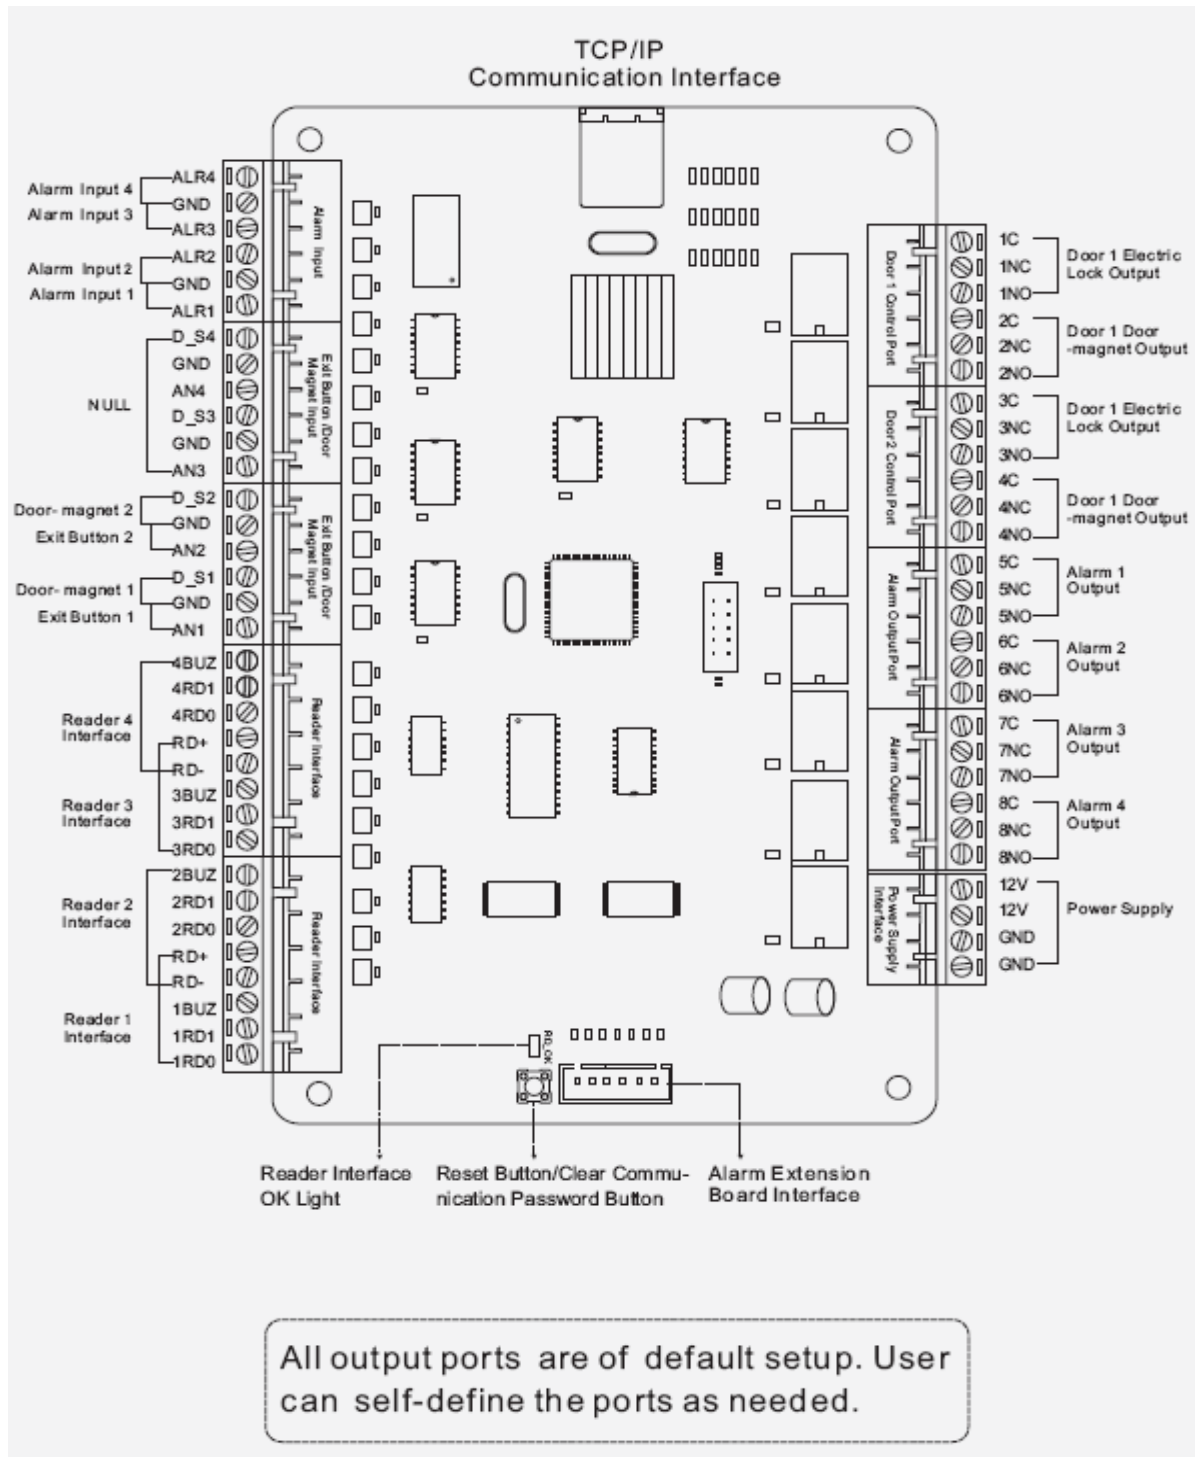 TCP/IP
Communication Interface
Alarm Input 4
Alarm Input 3
Alarm Input 2
Alarm Input 1
NULL
Door- magnet 2
Exit Button 2
Door- magnet 1
Exit Button 1
Reader 4
Interface
Reader 3
Interface
Reader 2
Interface
Reader 1
Interface
ALR4
GND
ALR3
ALR2
GND
ALR1
D_S4
GND
AN4
D_S3
GND
AN3
D_S2
GND
AN2
D_S1
GND
AN1
4BUZ
4RD1
4RD0
RD+
RD-
3BUZ
3RD1
3RD0
2BUZ
2RD1
2RD0
RD+
RD-
1BUZ
1RD1
1RD0
Alarm Input
Exit Button /Door
Magnet Input
Exit Button /Door
Magnet Input
Reader Interface
Reader Interface
Door 1 Control Port
Door2 Control Port
Alarm Output Port
Alarm Output Port
Power Supply
Interface
1C
1NC
1NO
2C
2NC
2NO
3C
3NC
3NO
4C
4NC
4NO
5C
5NC
5NO
6C
6NC
6NO
7C
7NC
7NO
8C
8NC
8NO
12V
12V
GND
GND
Door 1 Electric
Lock Output
Door 1 Door
-magnet Output
Door 1 Electric
Lock Output
Door 1 Door
-magnet Output
Alarm 1
Output
Alarm 2
Output
Alarm 3
Output
Alarm 4
Output
Power Supply
RD_OK
Reader Interface
OK Light
Reset Button/Clear Commu-
nication Password Button
Alarm Extension
Board Interface
All output ports are of default setup. User
can self-define the ports as needed.